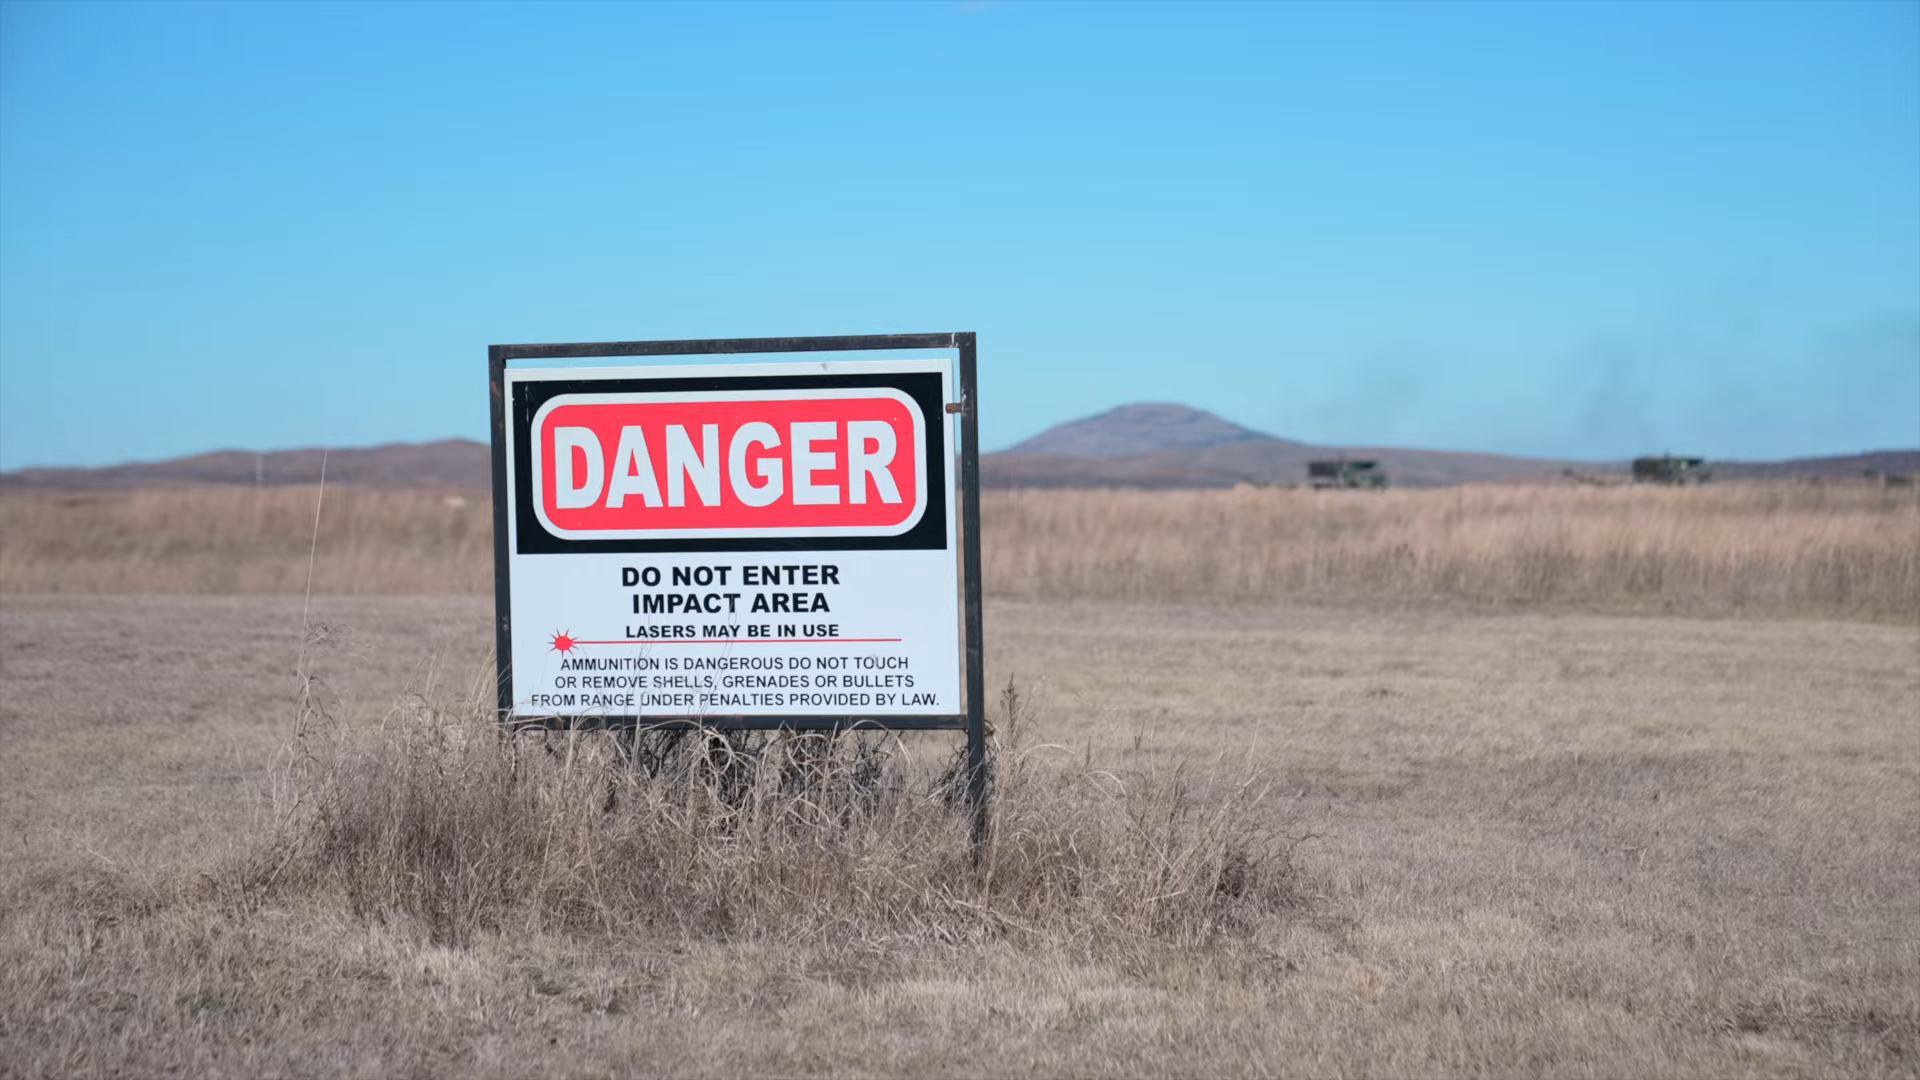 DANGER
DO NOT ENTER
IMPACT AREA
LASERS MAY BE IN USE
AMMUNITION IS DANGEROUS DO NOT TOUCH
OR REMOVE SHELLS, GRENADES OR BULLETS
FROM RANGE UNDER PENALTIES PROVIDED BY LAW.